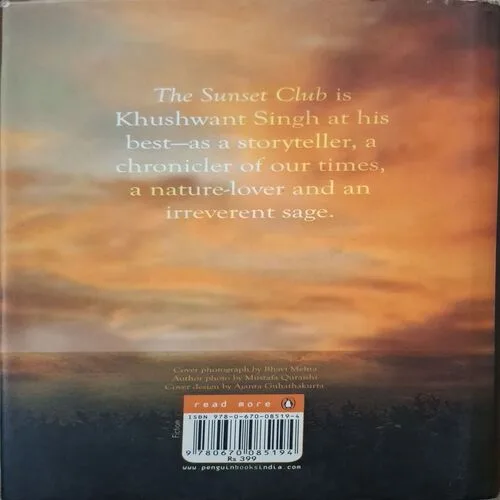 The Sunset Club is
Khushwant Singh at his
best—as a storyteller, a
chronicler of our times,
a nature-lover and an
irreverent sage.
Cover photograph by Bhavi Mehta
Author photo by Mustafa Quraishi
Cover design by Ajanta Guhathakurta
read more
ISBN 978-0-670-08519-4
Fiction
9 780670 085194
Rs 399
www.penguinbooksindia.com